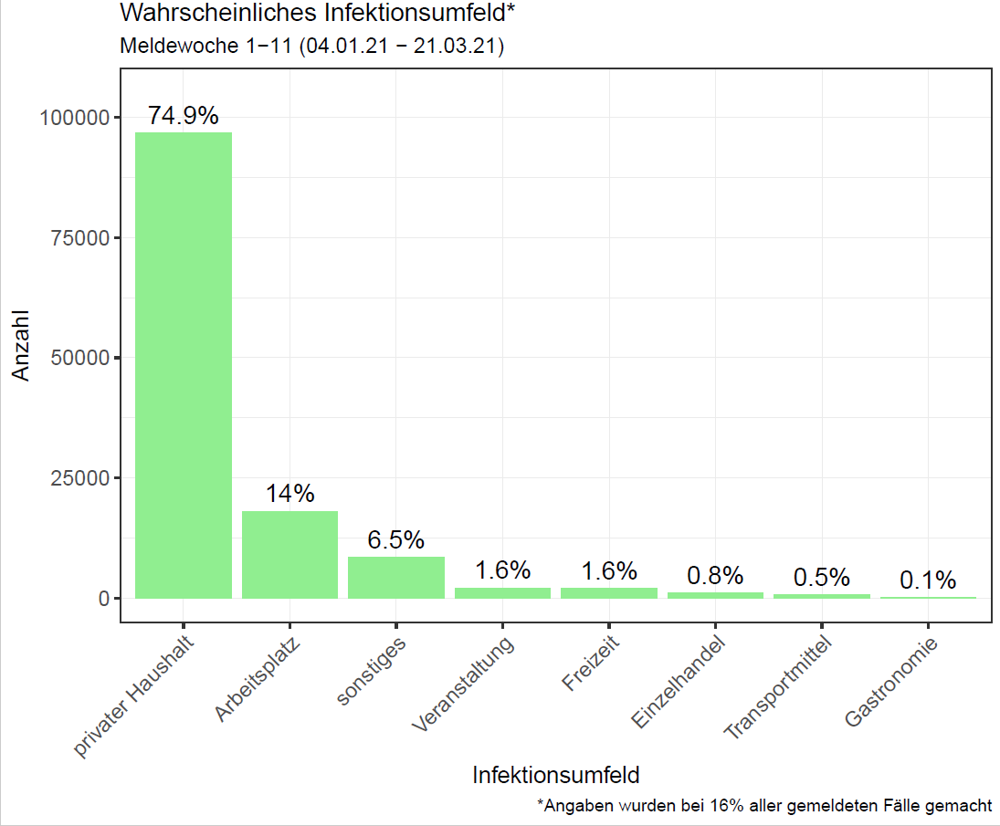 Wahrscheinliches Infektionsumfeld*
Meldewoche 1−11 (04.01.21 − 21.03.21)
Anzahl
100000
75000
50000
25000
0
74.9%
14%
6.5%
1.6%
1.6%
0.8%
0.5%
0.1%
privater Haushalt
Arbeitsplatz
sonstiges
Veranstaltung
Freizeit
Einzelhandel
Transportmittel
Gastronomie
Infektionsumfeld
*Angaben wurden bei 16% aller gemeldeten Fälle gemacht